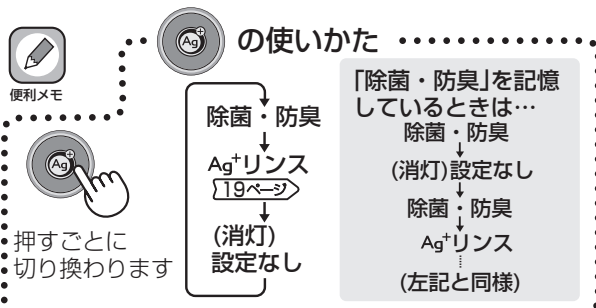 Ag+ の使いかた
便利メモ
Ag+
押すごとに
切り換わります
除菌・防臭
Ag+リンス
19ページ
(消灯)
設定なし
「除菌・防臭」を記憶
しているときは…
除菌・防臭
(消灯)設定なし
除菌・防臭
Ag+リンス
(左記と同様)